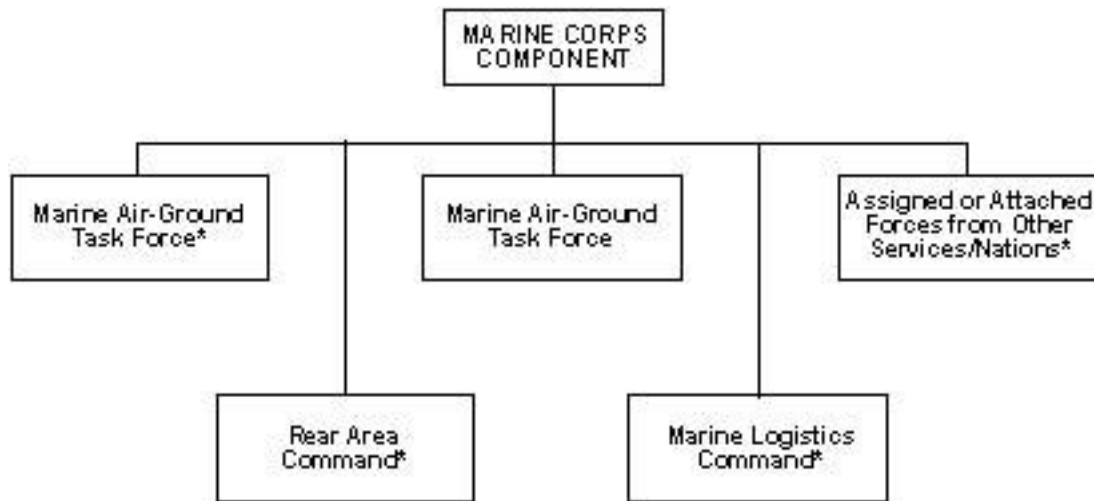 MARINE CORPS
COMPONENT
Marine Air-Ground
Task Force*
Marine Air-Ground
Task Force
Assigned or Attached
Forces from Other
Services/Nations*
Rear Area
Command*
Marine Logistics
Command*